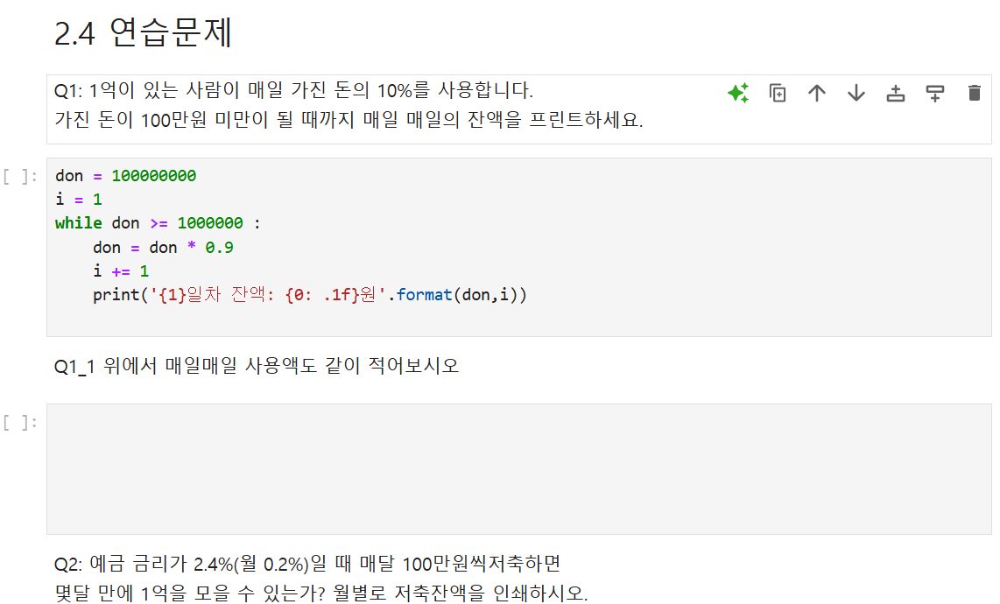 2.4 연습문제
Q1: 1억이 있는 사람이 매일 가진 돈의 10%를 사용합니다.
가진 돈이 100만원 미만이 될 때까지 매일 매일의 잔액을 프린트하세요.
[ ]:
don = 100000000
i = 1
while don >= 1000000 :
    don = don * 0.9
    i += 1
    print('{1}일차 잔액: {0: .1f}원'.format(don,i))
Q1_1 위에서 매일매일 사용액도 같이 적어보시오
[ ]:
Q2: 예금 금리가 2.4%(월 0.2%)일 때 매달 100만원씩저축하면
몇달 만에 1억을 모을 수 있는가? 월별로 저축잔액을 인쇄하시오.